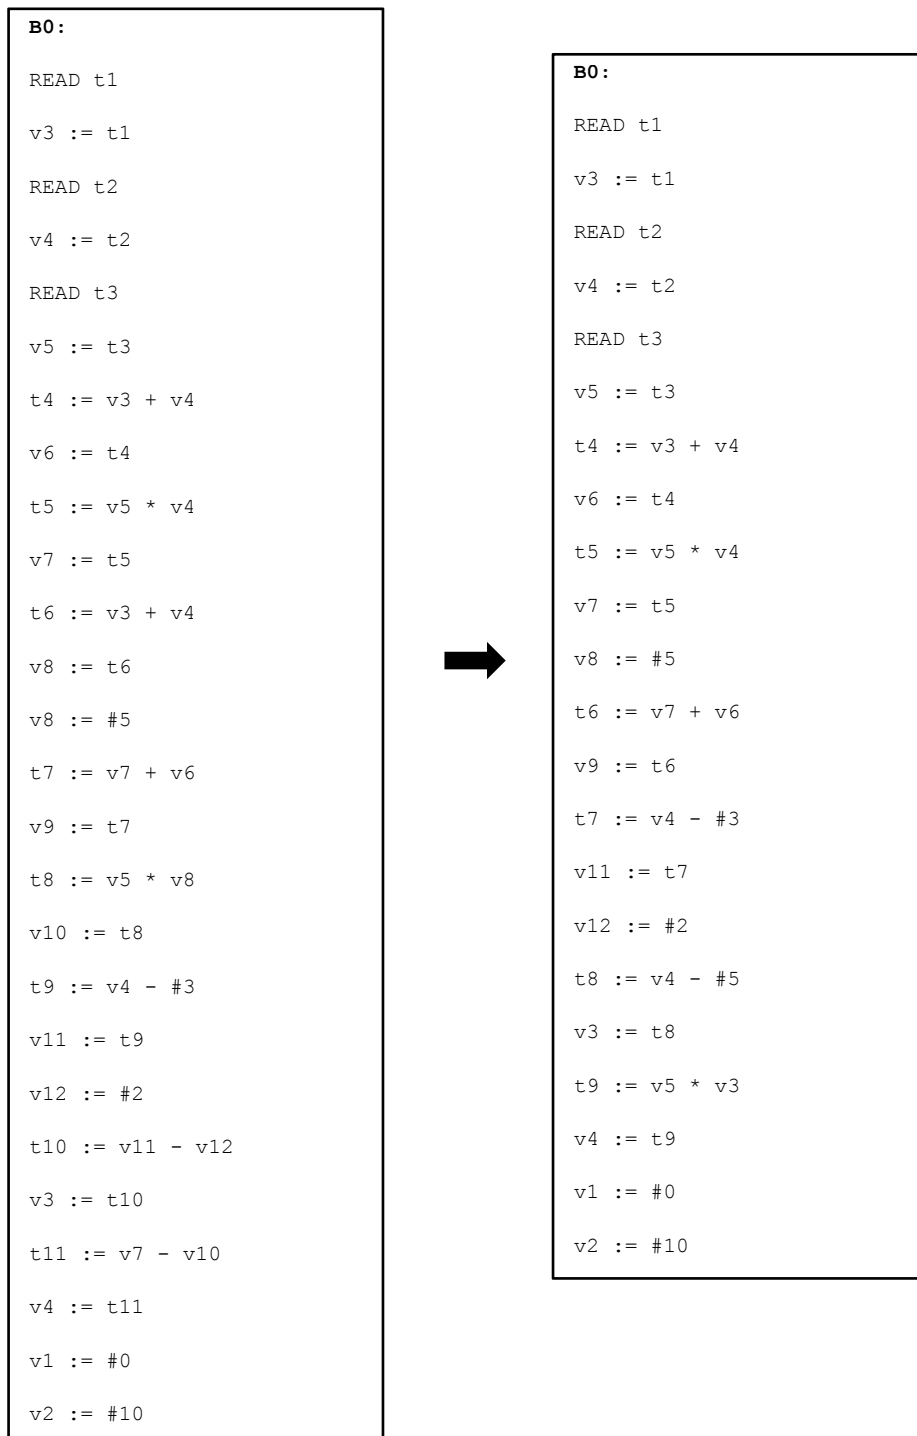 B0:
READ t1
v3 := t1
READ t2
v4 := t2
READ t3
v5 := t3
t4 := v3 + v4
v6 := t4
t5 := v5 * v4
v7 := t5
t6 := v3 + v4
v8 := t6
v8 := #5
t7 := v7 + v6
v9 := t7
t8 := v5 * v8
v10 := t8
t9 := v4 - #3
v11 := t9
v12 := #2
t10 := v11 - v12
v3 := t10
t11 := v7 - v10
v4 := t11
v1 := #0
v2 := #10
B0:
READ t1
v3 := t1
READ t2
v4 := t2
READ t3
v5 := t3
t4 := v3 + v4
v6 := t4
t5 := v5 * v4
v7 := t5
v8 := #5
t6 := v7 + v6
v9 := t6
t7 := v4 - #3
v11 := t7
v12 := #2
t8 := v4 - #5
v3 := t8
t9 := v5 * v3
v4 := t9
v1 := #0
v2 := #10